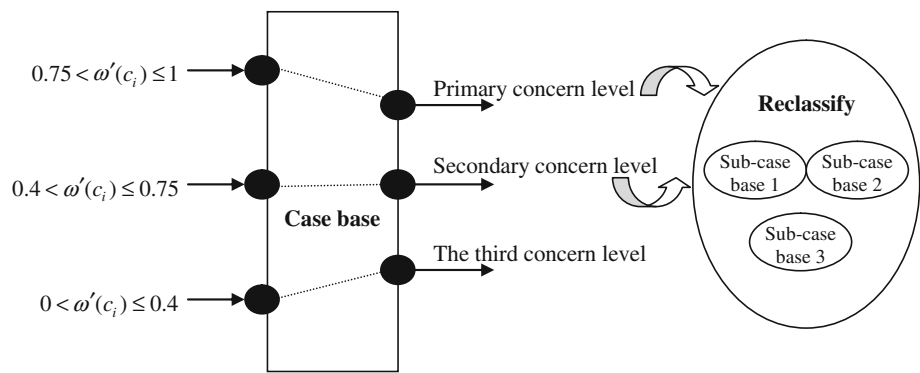 0.75 < ω′(c_i) ≤ 1
Primary concern level
Reclassify
0.4 < ω′(c_i) ≤ 0.75
Case base
Secondary concern level
Sub-case
base 1
Sub-case
base 2
Sub-case
base 3
0 < ω′(c_i) ≤ 0.4
The third concern level